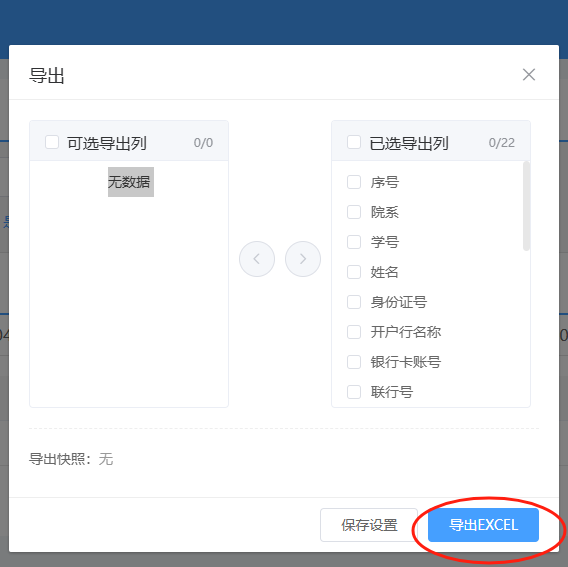 导出
可选导出列 0/0
无数据
已选导出列 0/22
序号
院系
学号
姓名
身份证号
开户行名称
银行卡账号
联行号
导出快照：无
保存设置
导出EXCEL